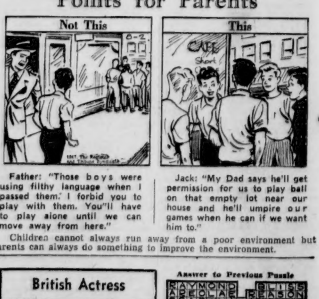 Points for Parents
Not This
This
CAFE
Father: "Those boys were
using filthy language when I
passed them. I forbid you to
play with them. You'll have
to play alone until we can
move away from here."
Jack: "My Dad says he'll get
permission for us to play ball
on that empty lot near our
house and he'll umpire our
games when he can if we want
him to."
Children cannot always run away from a poor environment but
parents can always do something to improve the environment.
British Actress
Answer to Previous Puzzle